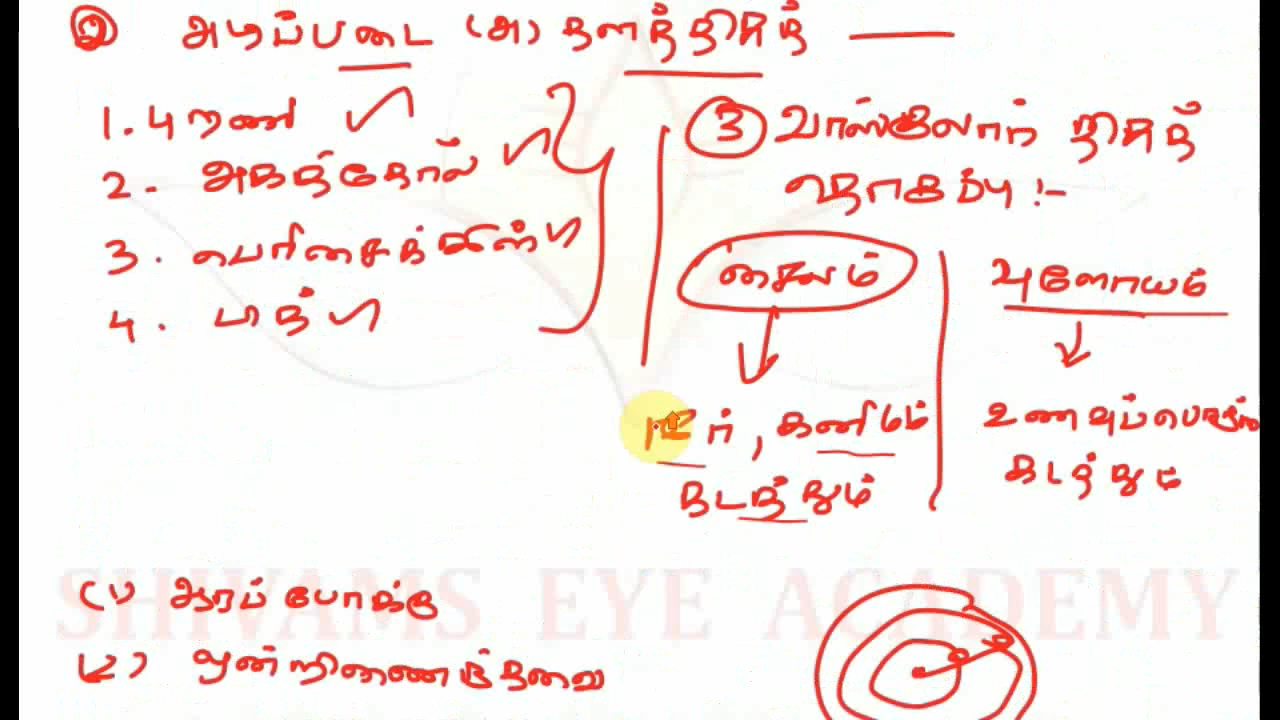 ② அடிப்படை (அ) தளத்திசுத்
1. புறணி
2. அகத்தோல்
3. பெரிசைக்கிள்
4. பித்
③ வாஸ்குலார் திசுத்
தொகுப்பு :-
சைலம்
புளோயம்
நீர், கனிமம்
கடத்தும்
உணவுப்பொருள்
கடத்தும்
(1) ஆரப் போக்கு
(2) ஒன்றிணைந்தவை
SHIVAMS EYE ACADEMY